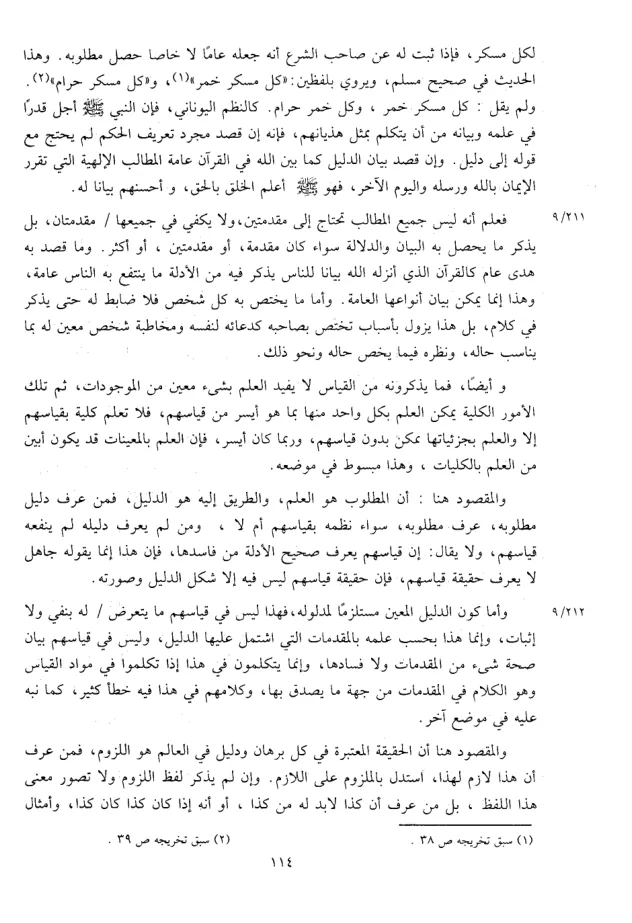 لكل مسكر، فإذا ثبت له عن صاحب الشرع أنه جعله عامًا لا خاصا حصل مطلوبه. وهذا
الحديث في صحيح مسلم، ويروي بلفظين: «كل مسكر خمر»(١)، و«كل مسكر حرام»(٢).
ولم يقل : كل مسكر خمر ، وكل خمر حرام. كالنظم اليوناني، فإن النبي ﷺ أجل قدرًا
في علمه وبيانه من أن يتكلم بمثل هذيانهم، فإنه إن قصد مجرد تعريف الحكم لم يحتج مع
قوله إلى دليل. وإن قصد بيان الدليل كما بين الله في القرآن عامة المطالب الإلهية التي تقرر
الإيمان بالله ورسله واليوم الآخر، فهو ﷺ أعلم الخلق بالحق، و أحسنهم بيانا له.
٩/٢١١ فعلم أنه ليس جميع المطالب تحتاج إلى مقدمتين،ولا يكفي في جميعها / مقدمتان، بل
يذكر ما يحصل به البيان والدلالة سواء كان مقدمة، أو مقدمتين ، أو أكثر. وما قصد به
هدى عام كالقرآن الذي أنزله الله بيانا للناس يذكر فيه من الأدلة ما ينتفع به الناس عامة،
وهذا إنما يمكن بيان أنواعها العامة. وأما ما يختص به كل شخص فلا ضابط له حتى يذكر
في كلام، بل هذا يزول بأسباب تختص بصاحبه كدعائه لنفسه ومخاطبة شخص معين له بما
يناسب حاله، ونظره فيما يخص حاله ونحو ذلك.
و أيضًا، فما يذكرونه من القياس لا يفيد العلم بشىء معين من الموجودات، ثم تلك
الأمور الكلية يمكن العلم بكل واحد منها بما هو أيسر من قياسهم، فلا تعلم كلية بقياسهم
إلا والعلم بجزئياتها ممكن بدون قياسهم، وربما كان أيسر، فإن العلم بالمعينات قد يكون أبين
من العلم بالكليات ، وهذا مبسوط في موضعه.
والمقصود هنا : أن المطلوب هو العلم، والطريق إليه هو الدليل، فمن عرف دليل
مطلوبه، عرف مطلوبه، سواء نظمه بقياسهم أم لا ، ومن لم يعرف دليله لم ينفعه
قياسهم، ولا يقال: إن قياسهم يعرف صحيح الأدلة من فاسدها، فإن هذا إنما يقوله جاهل
لا يعرف حقيقة قياسهم، فإن حقيقة قياسهم ليس فيه إلا شكل الدليل وصورته.
٩/٢١٢ وأما كون الدليل المعين مستلزمًا لمدلوله،فهذا ليس في قياسهم ما يتعرض / له بنفي ولا
إثبات، وإنما هذا بحسب علمه بالمقدمات التي اشتمل عليها الدليل، وليس في قياسهم بيان
صحة شىء من المقدمات ولا فسادها، وإنما يتكلمون في هذا إذا تكلموا في مواد القياس
وهو الكلام في المقدمات من جهة ما يصدق بها، وكلامهم في هذا فيه خطأ كثير، كما نبه
عليه في موضع آخر.
والمقصود هنا أن الحقيقة المعتبرة في كل برهان ودليل في العالم هو اللزوم، فمن عرف
أن هذا لازم لهذا، استدل بالملزوم على اللازم. وإن لم يذكر لفظ اللزوم ولا تصور معنى
هذا اللفظ ، بل من عرف أن كذا لابد له من كذا ، أو أنه إذا كان كذا كان كذا، وأمثال
(١) سبق تخريجه ص ٣٨ . (٢) سبق تخريجه ص ٣٩ .
١١٤